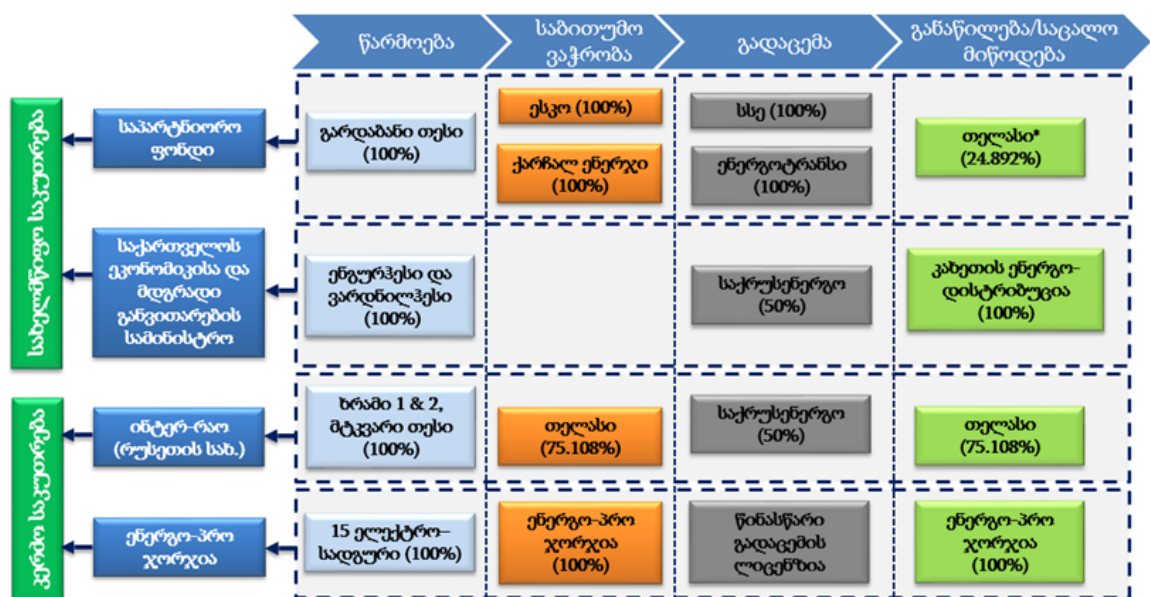 წარმოება
საბითუმო
ვაჭრობა
გადაცემა
განაწილება/საცალო
მიწოდება
სახელმწიფო საკუთრება
საპარტნიორო
ფონდი
გარდაბანი თესი
(100%)
ესკო (100%)
ქარჩალ ენერჯი
(100%)
სსე (100%)
ენერგოტრანსი
(100%)
თელასი*
(24.892%)
საქართველოს
ეკონომიკისა და
მდგრადი
განვითარების
სამინისტრო
ენგურჰესი და
ვარდნილჰესი
(100%)
საქრუსენერგო
(50%)
კახეთის ენერგო-
დისტრიბუცია
(100%)
კერძო საკუთრება
ინტერ-რაო
(რუსეთის სახ.)
ხრამი 1 & 2,
მტკვარი თესი
(100%)
თელასი
(75.108%)
საქრუსენერგო
(50%)
თელასი
(75.108%)
ენერგო-პრო
ჯორჯია
15 ელექტრო-
სადგური (100%)
ენერგო-პრო
ჯორჯია
(100%)
წინასწარი
გადაცემის
ლიცენზია
ენერგო-პრო
ჯორჯია
(100%)